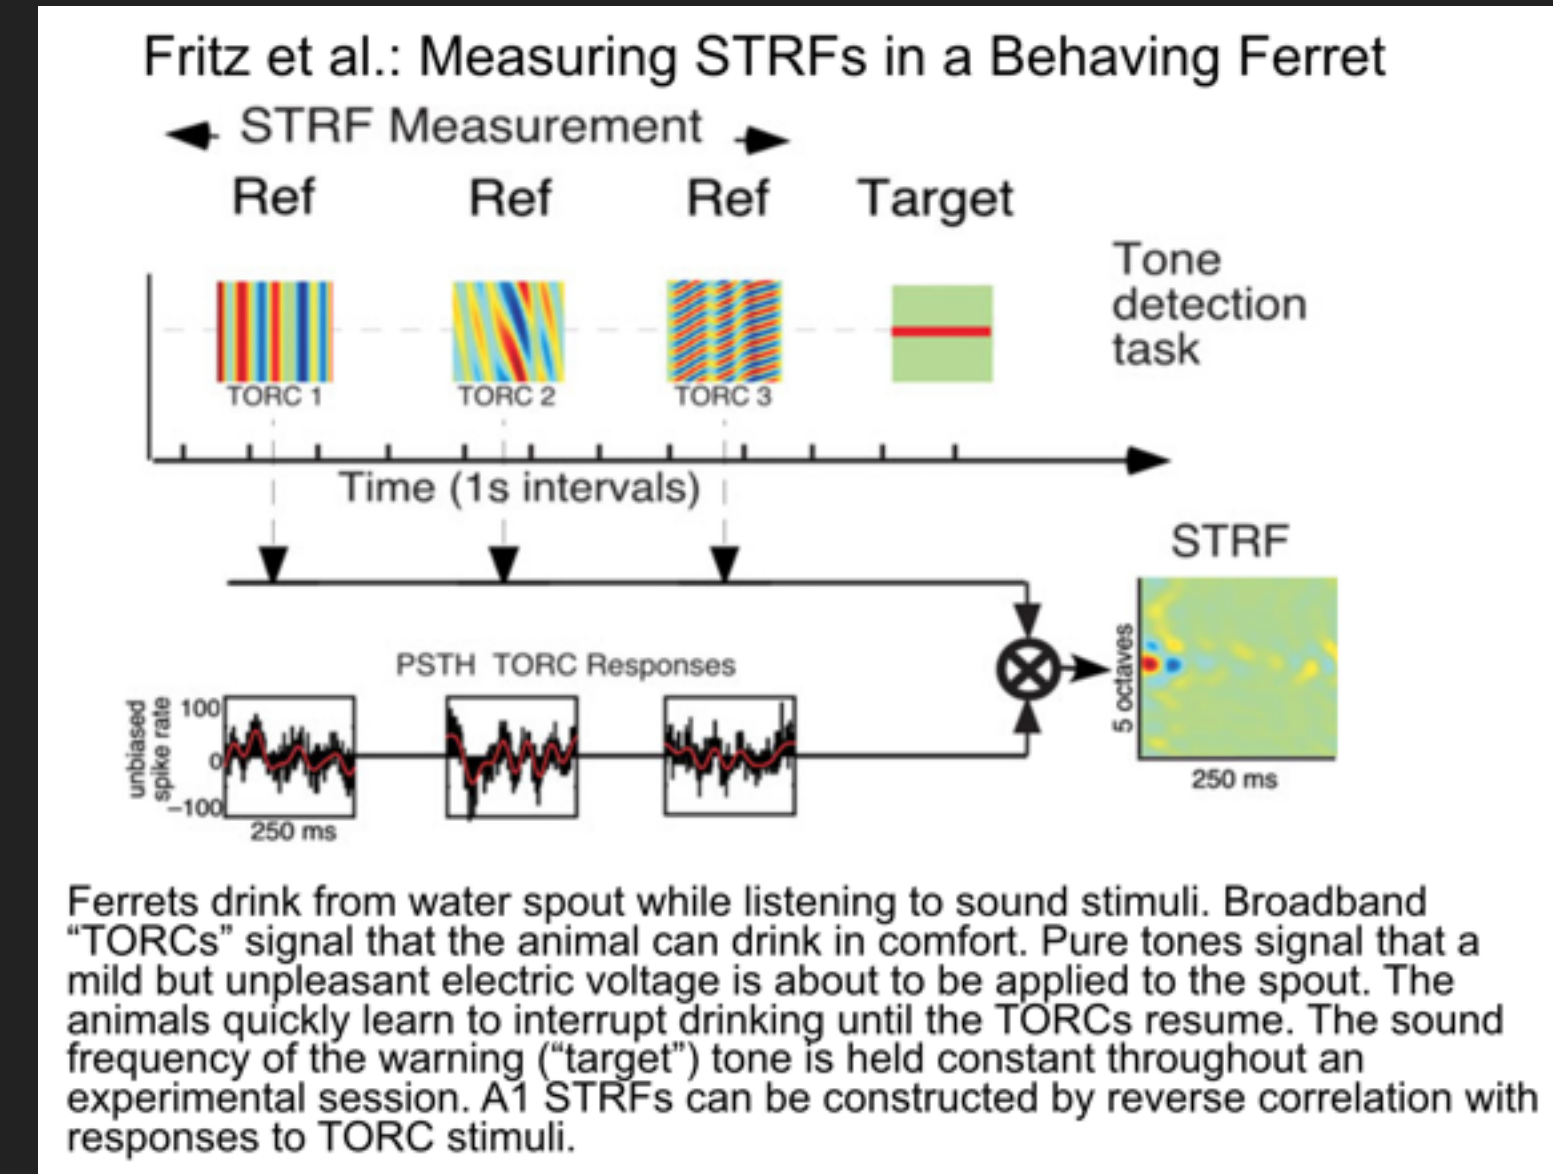 Fritz et al.: Measuring STRFs in a Behaving Ferret
STRF Measurement
Ref Ref Ref Target
Tone
detection
task
TORC 1 TORC 2 TORC 3
Time (1s intervals)
STRF
5 octaves
250 ms
PSTH TORC Responses
unbiased
spike rate
100
0
−100
250 ms
Ferrets drink from water spout while listening to sound stimuli. Broadband
“TORCs” signal that the animal can drink in comfort. Pure tones signal that a
mild but unpleasant electric voltage is about to be applied to the spout. The
animals quickly learn to interrupt drinking until the TORCs resume. The sound
frequency of the warning (“target”) tone is held constant throughout an
experimental session. A1 STRFs can be constructed by reverse correlation with
responses to TORC stimuli.